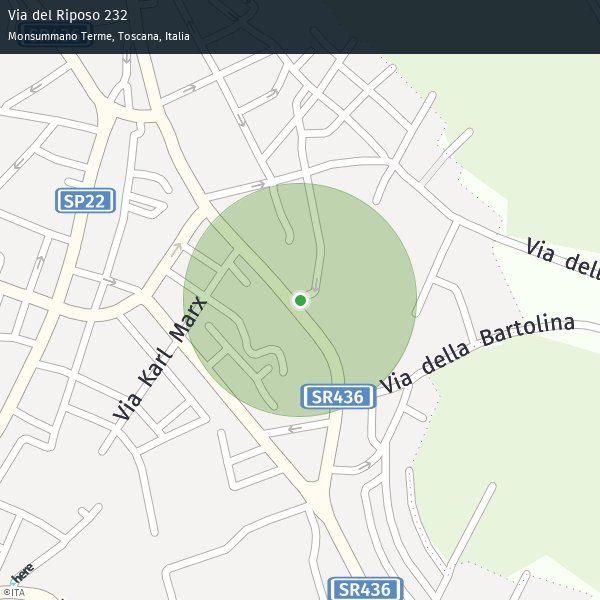 Via del Riposo 232
Monsummano Terme, Toscana, Italia
SP22
Via dell
Via Karl Marx
Via della Bartolina
SR436
SR436
here
©ITA